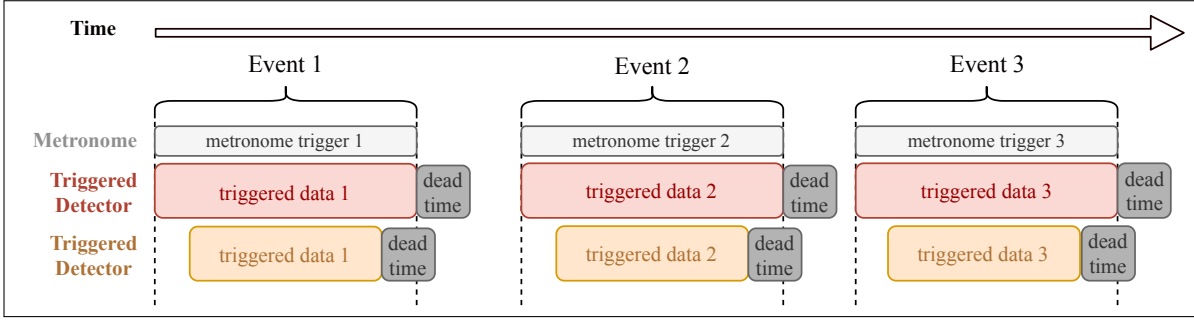 Time
Event 1
Event 2
Event 3
Metronome
metronome trigger 1
metronome trigger 2
metronome trigger 3
Triggered
Detector
triggered data 1
dead
time
triggered data 2
dead
time
triggered data 3
dead
time
Triggered
Detector
triggered data 1
dead
time
triggered data 2
dead
time
triggered data 3
dead
time